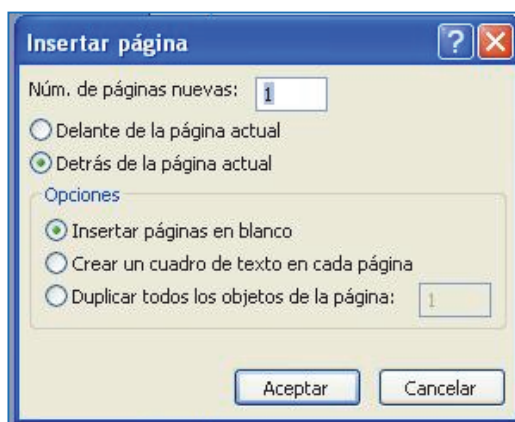 Insertar página
Núm. de páginas nuevas: 1
Delante de la página actual
Detrás de la página actual
Opciones
Insertar páginas en blanco
Crear un cuadro de texto en cada página
Duplicar todos los objetos de la página: 1
Aceptar Cancelar